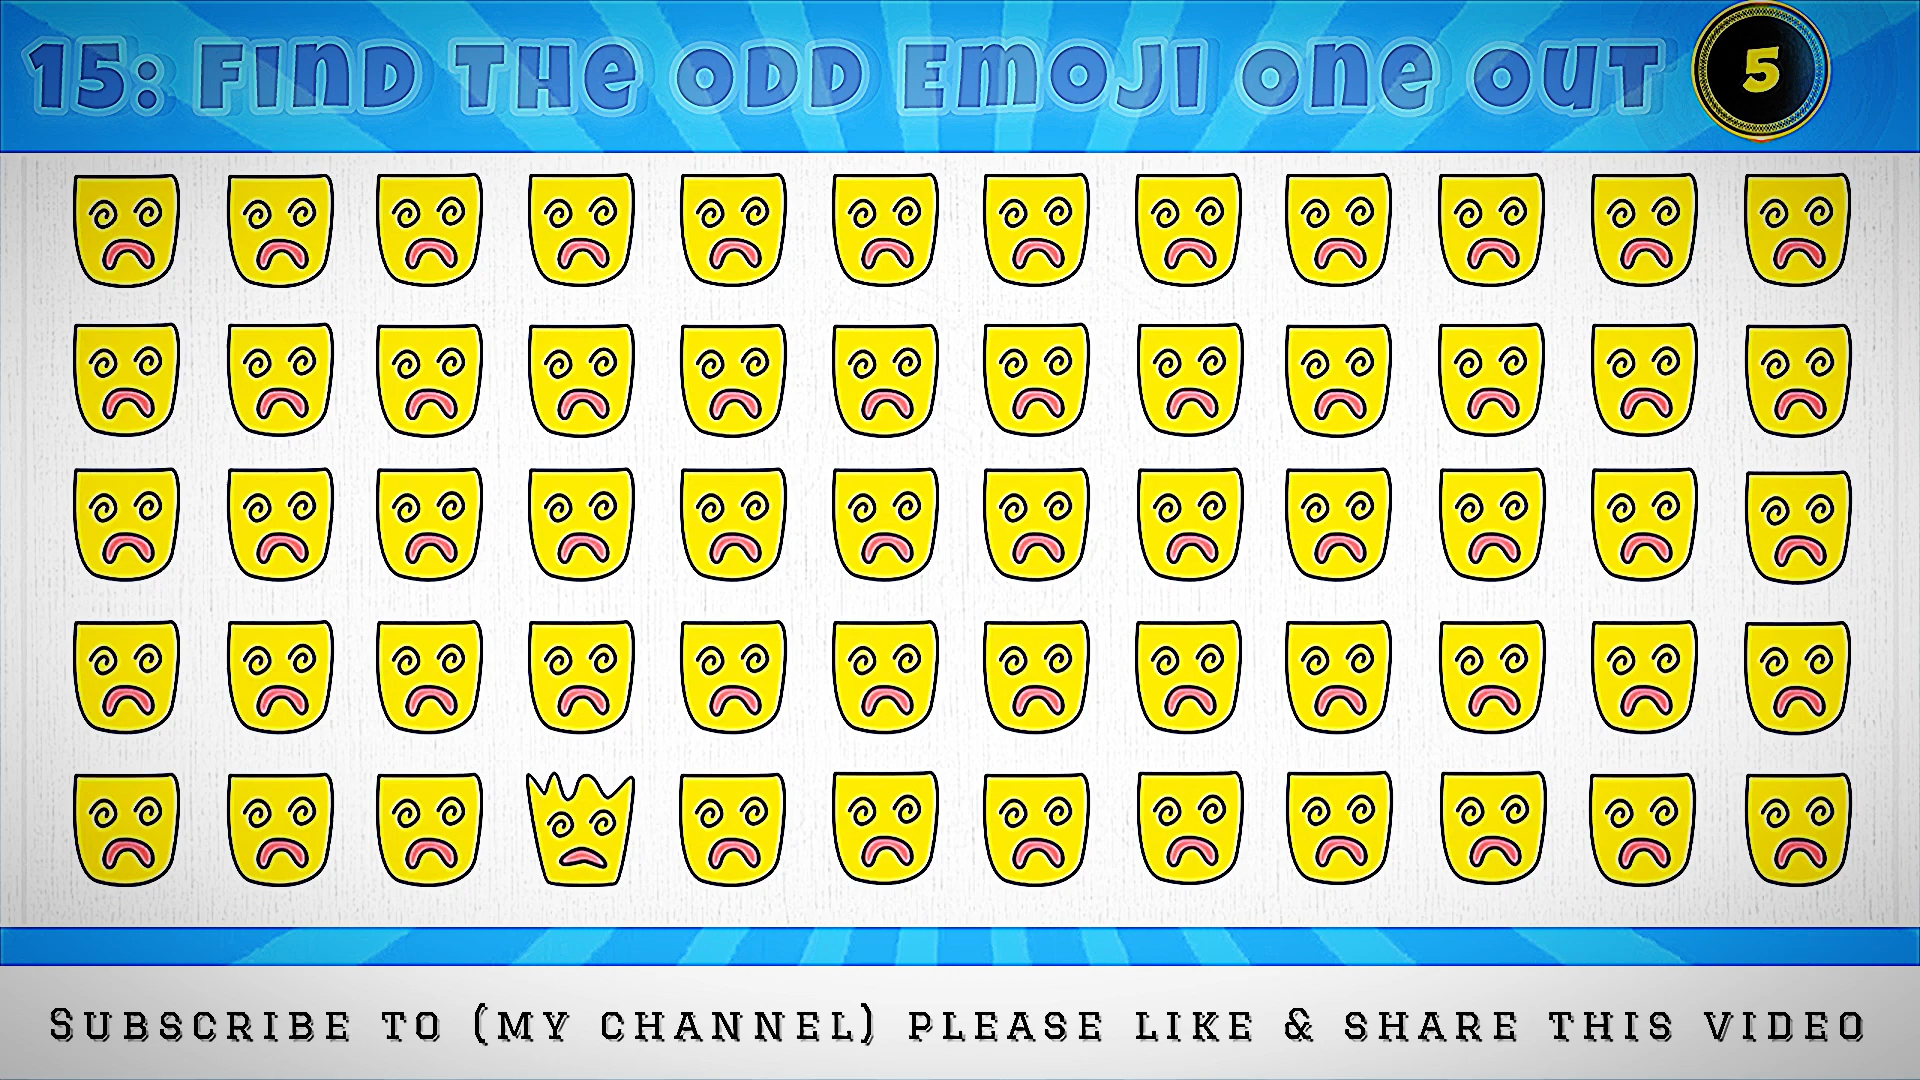 15: FIND THE ODD EMOJI ONE OUT 5
SUBSCRIBE TO (MY CHANNEL) PLEASE LIKE & SHARE THIS VIDEO